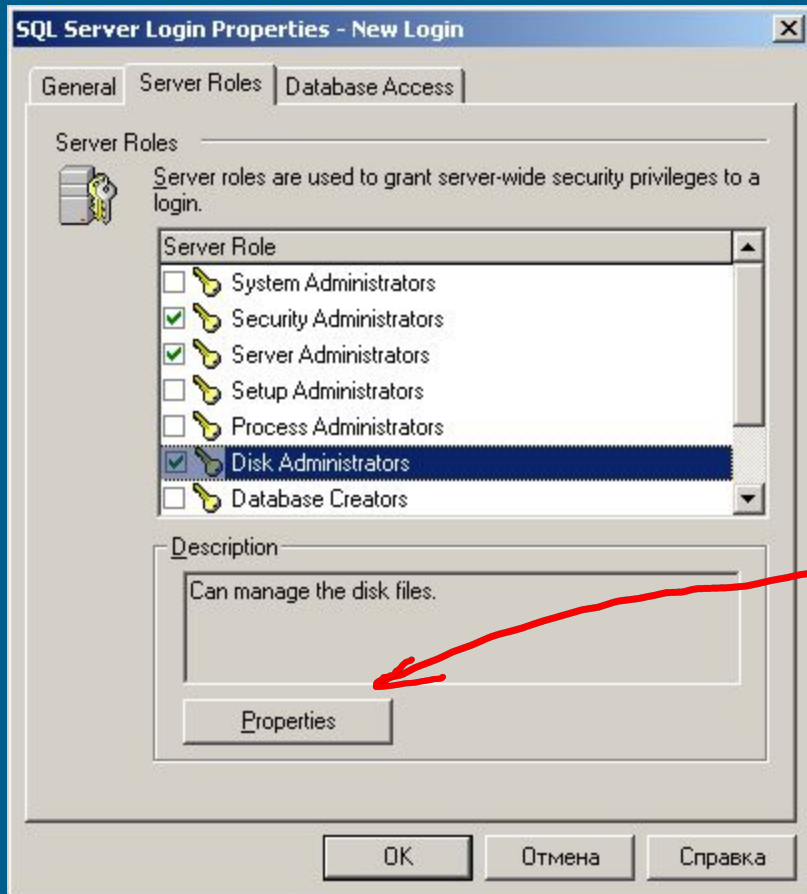 SQL Server Login Properties - New Login
General
Server Roles
Database Access
Server Roles
Server roles are used to grant server-wide security privileges to a
login.
Server Role
System Administrators
Security Administrators
Server Administrators
Setup Administrators
Process Administrators
Disk Administrators
Database Creators
Description
Can manage the disk files.
Properties
OK
Отмена
Справка